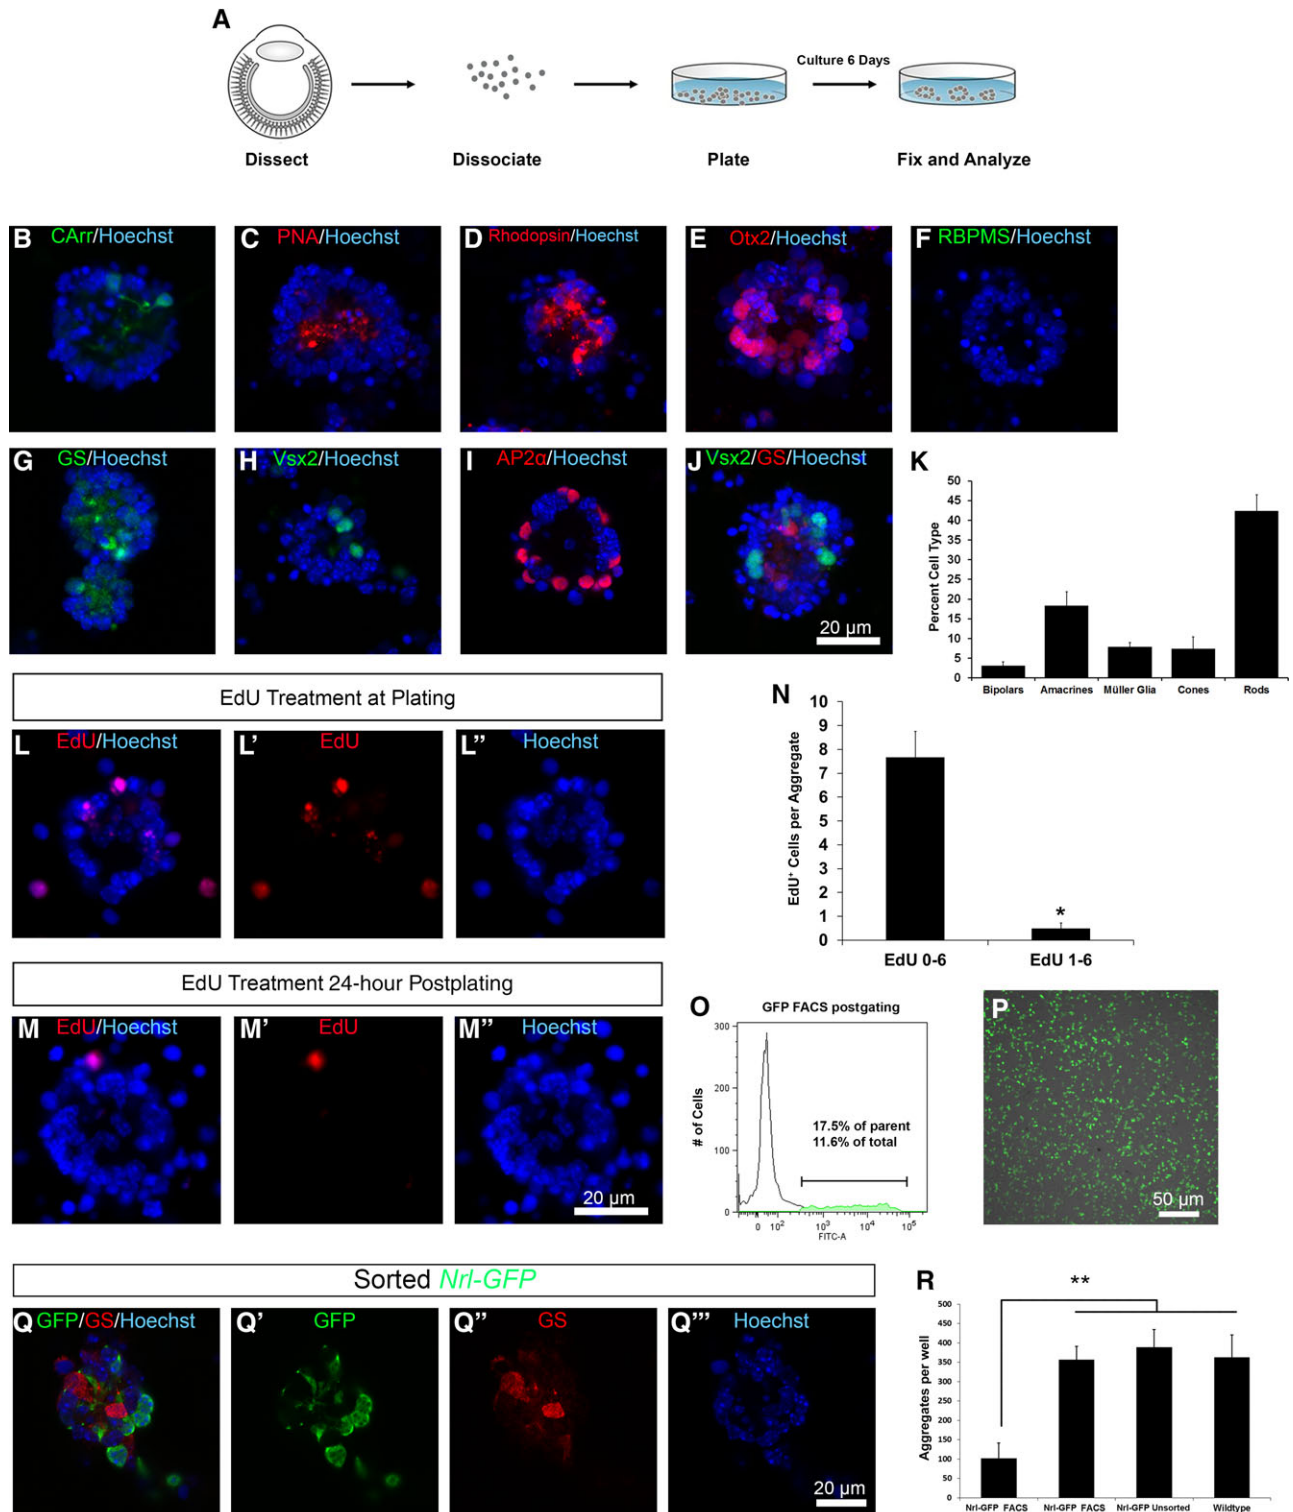 A
Culture 6 Days
Dissect
Dissociate
Plate
Fix and Analyze
B CArr/Hoechst
C PNA/Hoechst
D Rhodopsin/Hoechst
E Otx2/Hoechst
F RBPMS/Hoechst
G GS/Hoechst
H Vsx2/Hoechst
I AP2α/Hoechst
J Vsx2/GS/Hoechst
20 µm
K
Percent Cell Type
50
45
40
35
30
25
20
15
10
5
0
Bipolars
Amacrines
Müller Glia
Cones
Rods
EdU Treatment at Plating
L EdU/Hoechst
L' EdU
L" Hoechst
N
EdU⁺ Cells per Aggregate
10
9
8
7
6
5
4
3
2
1
0
*
EdU 0-6
EdU 1-6
EdU Treatment 24-hour Postplating
M EdU/Hoechst
M' EdU
M" Hoechst
20 µm
O
GFP FACS postgating
# of Cells
300
200
100
0
17.5% of parent
11.6% of total
0
10²
10³
10⁴
10⁵
FITC-A
P
50 µm
Sorted Nrl-GFP
Q GFP/GS/Hoechst
Q' GFP
Q" GS
Q"' Hoechst
20 µm
R
**
Aggregates per well
500
450
400
350
300
250
200
150
100
50
0
Nrl-GFP FACS
Nrl-GFP FACS
Nrl-GFP Unsorted
Wildtype